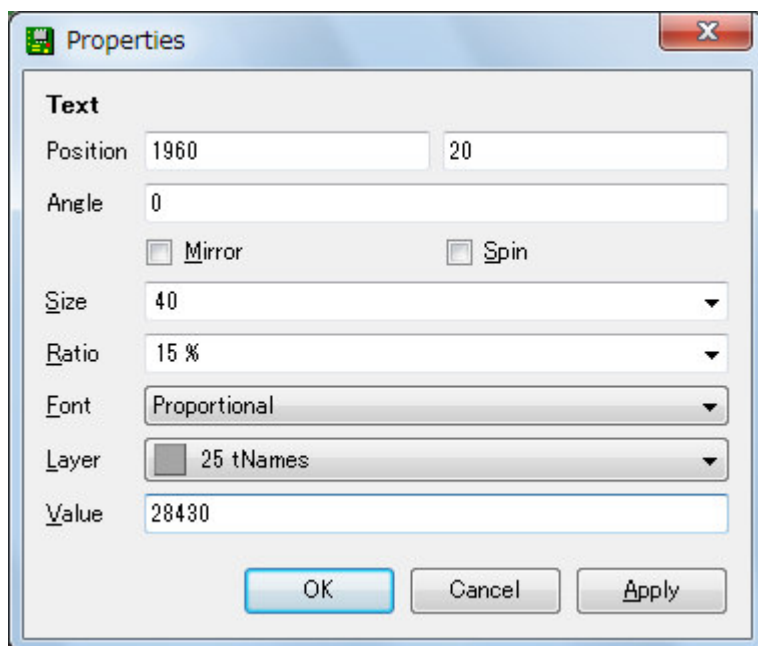 Properties
Text
Position 1960 20
Angle 0
Mirror Spin
Size 40
Ratio 15 %
Font Proportional
Layer 25 tNames
Value 28430
OK Cancel Apply